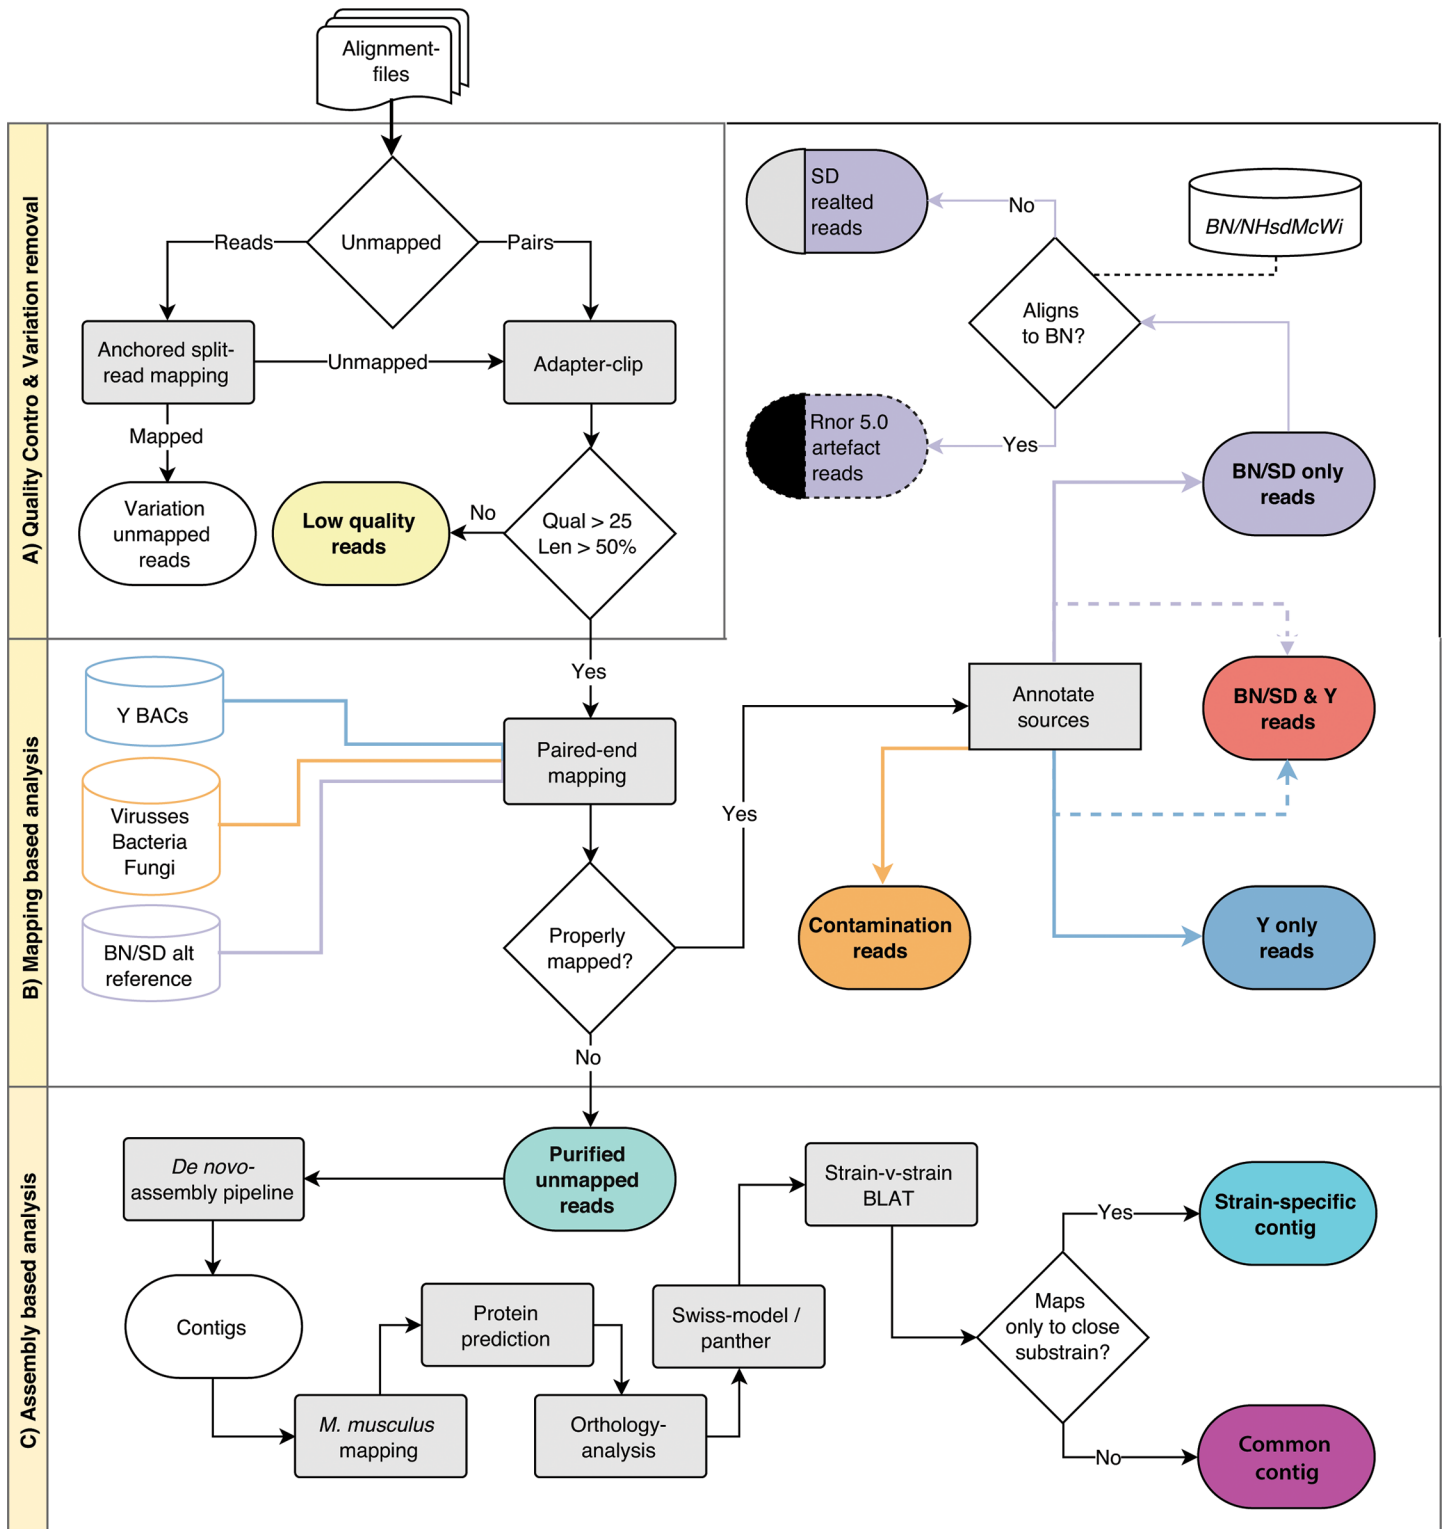 Alignment-
files
A) Quality Contro & Variation removal
Unmapped
Reads
Pairs
Anchored split-
read mapping
Unmapped
Adapter-clip
Mapped
Variation
unmapped
reads
Low quality
reads
No
Qual > 25
Len > 50%
Yes
SD
realted
reads
No
BN/NHsdMcWi
Aligns
to BN?
Rnor 5.0
artefact
reads
Yes
BN/SD only
reads
B) Mapping based analysis
Y BACs
Virusses
Bacteria
Fungi
BN/SD alt
reference
Paired-end
mapping
Properly
mapped?
Yes
No
Annotate
sources
BN/SD & Y
reads
Contamination
reads
Y only
reads
C) Assembly based analysis
Purified
unmapped
reads
De novo-
assembly pipeline
Contigs
M. musculus
mapping
Protein
prediction
Orthology-
analysis
Swiss-model /
panther
Strain-v-strain
BLAT
Maps
only to close
substrain?
Yes
Strain-specific
contig
No
Common
contig